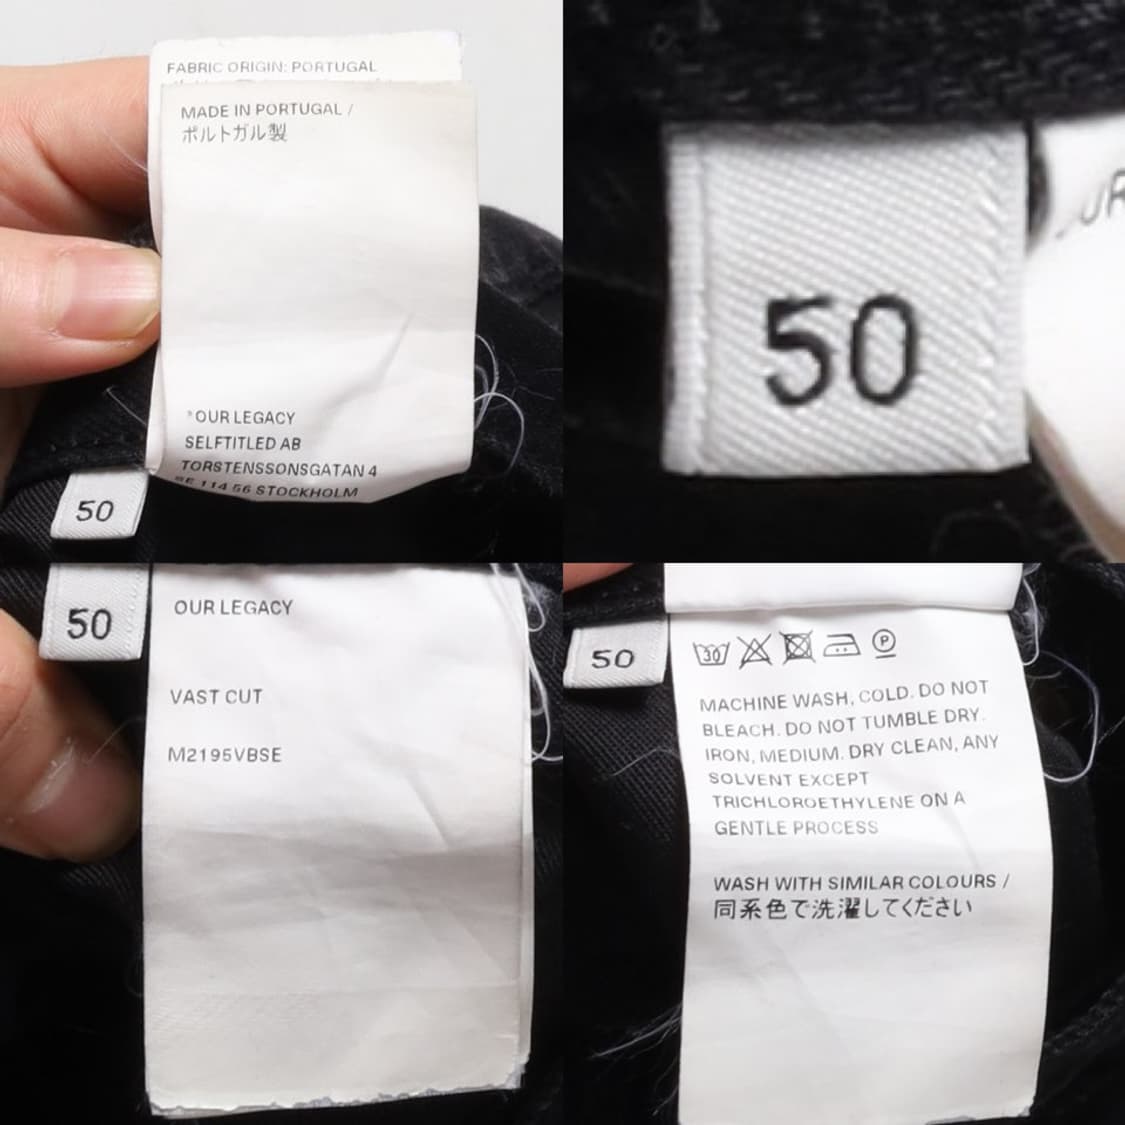 FABRIC ORIGIN: PORTUGAL
MADE IN PORTUGAL /
ポルトガル製
*OUR LEGACY
SELFTITLED AB
TORSTENSSONSGATAN 4
SE 114 56 STOCKHOLM
50
50
50
OUR LEGACY
VAST CUT
M2195VBSE
50
30
P
MACHINE WASH, COLD. DO NOT
BLEACH. DO NOT TUMBLE DRY.
IRON, MEDIUM. DRY CLEAN, ANY
SOLVENT EXCEPT
TRICHLOROETHYLENE ON A
GENTLE PROCESS
WASH WITH SIMILAR COLOURS /
同系色で洗濯してください